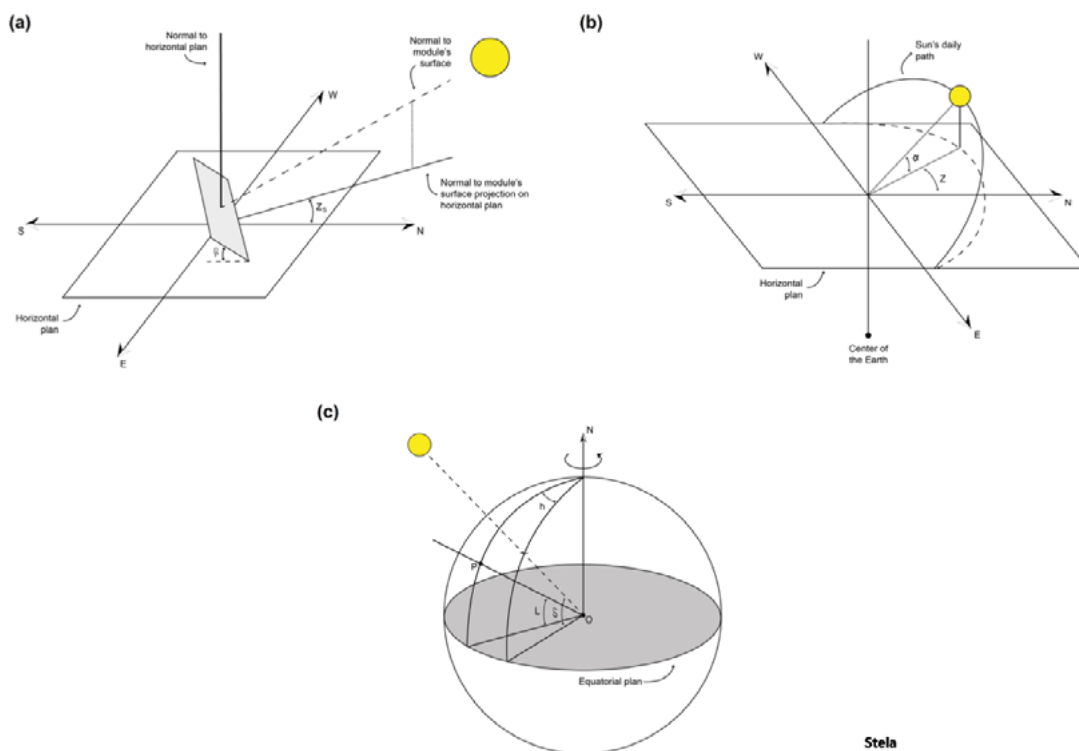 (a)
Normal to
horizontal plan
Normal to
module's
surface
W
Normal to module's
surface projection on
horizontal plan
Zs
S
N
β
Horizontal
plan
E
(b)
Sun's daily
path
W
α
Z
S
N
Horizontal
plan
E
Center of
the Earth
(c)
N
h
P
L
O
Equatorial plan
Stela